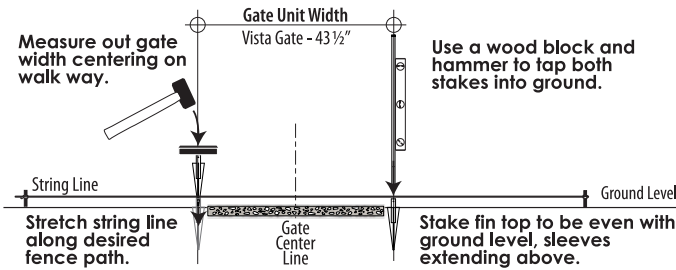 Gate Unit Width
Vista Gate - 43 ½"
Measure out gate
width centering on
walk way.
Use a wood block and
hammer to tap both
stakes into ground.
String Line
Ground Level
Stretch string line
along desired
fence path.
Gate
Center
Line
Stake fin top to be even with
ground level, sleeves
extending above.